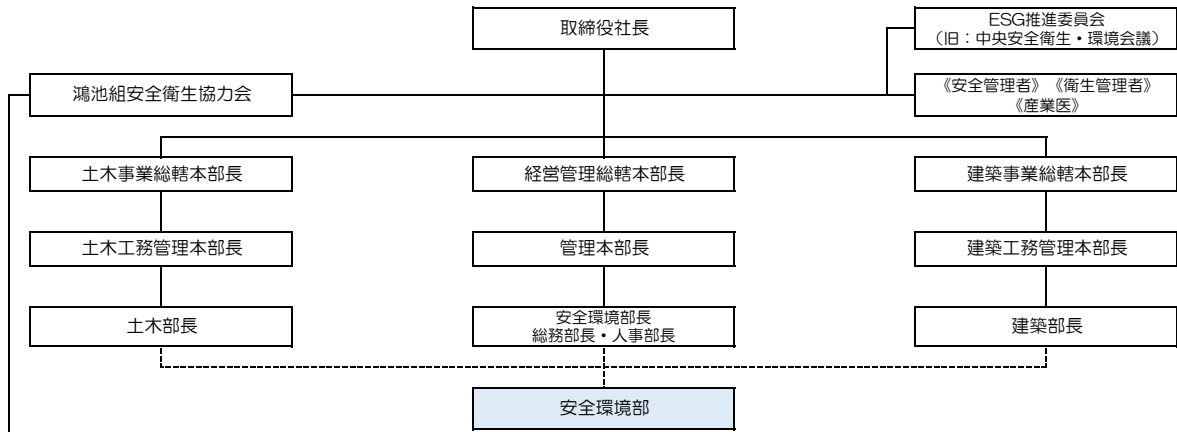 取締役社長
ESG推進委員会
（旧：中央安全衛生・環境会議）
鴻池組安全衛生協力会
《安全管理者》《衛生管理者》
《産業医》
土木事業総轄本部長
経営管理総轄本部長
建築事業総轄本部長
土木工務管理本部長
管理本部長
建築工務管理本部長
土木部長
安全環境部長
総務部長・人事部長
建築部長
安全環境部